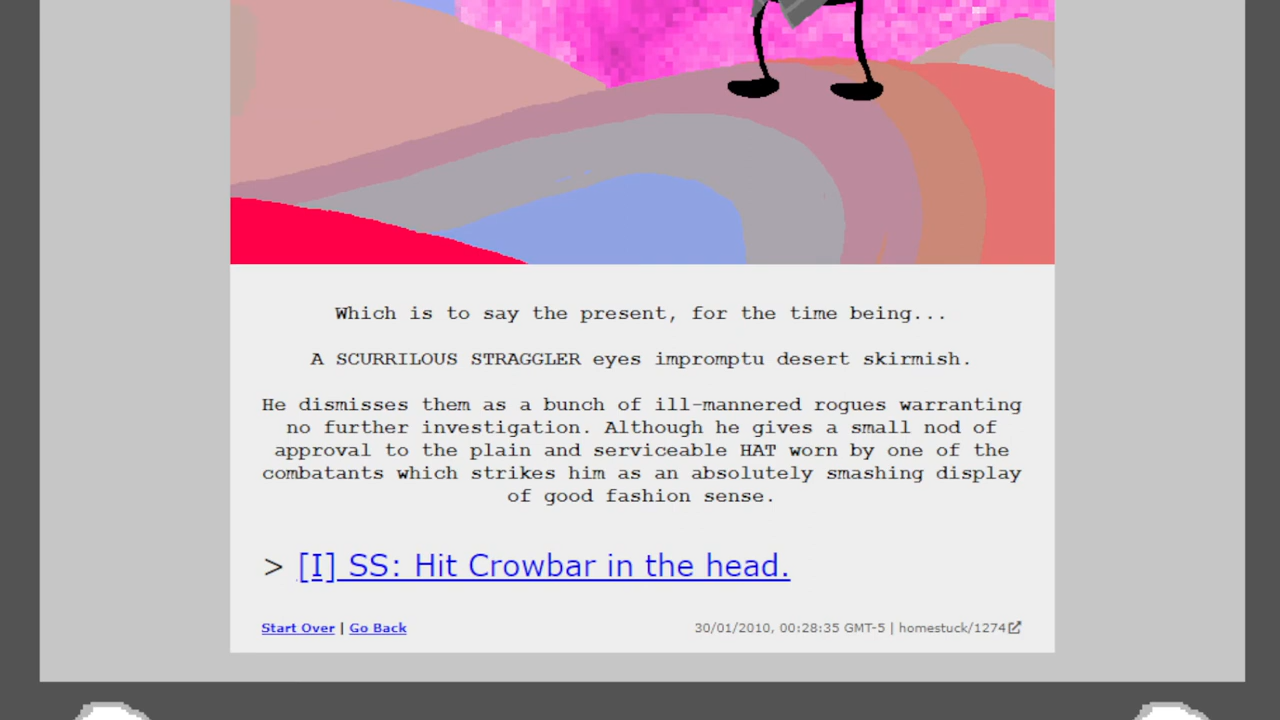 Which is to say the present, for the time being...
A SCURRILOUS STRAGGLER eyes impromptu desert skirmish.
He dismisses them as a bunch of ill-mannered rogues warranting
no further investigation. Although he gives a small nod of
approval to the plain and serviceable HAT worn by one of the
combatants which strikes him as an absolutely smashing display
of good fashion sense.
> [I] SS: Hit Crowbar in the head.
Start Over | Go Back
30/01/2010, 00:28:35 GMT-5 | homestuck/1274